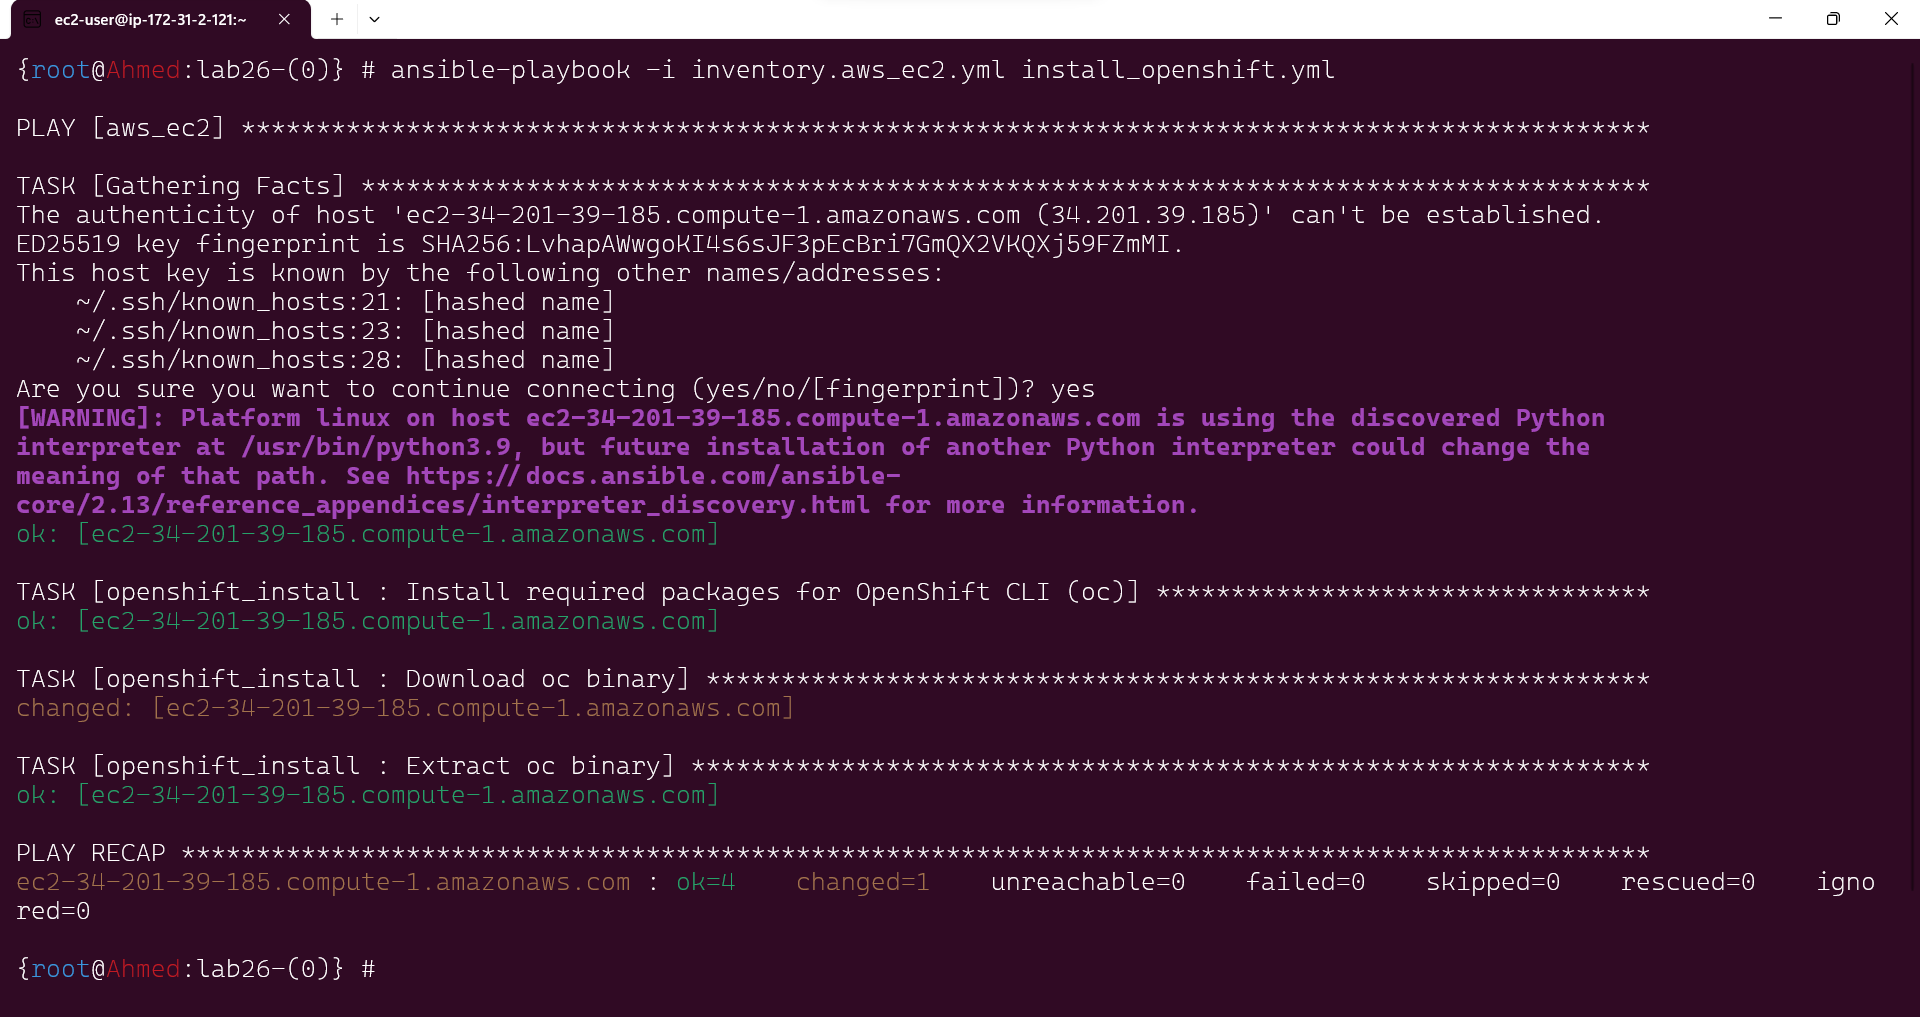 ec2-user@ip-172-31-2-121:~
{root@Ahmed:lab26-(0)} # ansible-playbook -i inventory.aws_ec2.yml install_openshift.yml
PLAY [aws_ec2] **********************************************************************************************
TASK [Gathering Facts] **************************************************************************************
The authenticity of host 'ec2-34-201-39-185.compute-1.amazonaws.com (34.201.39.185)' can't be established.
ED25519 key fingerprint is SHA256:LvhapAWwgoKI4s6sJF3pEcBri7GmQX2VKQXj59FZmMI.
This host key is known by the following other names/addresses:
    ~/.ssh/known_hosts:21: [hashed name]
    ~/.ssh/known_hosts:23: [hashed name]
    ~/.ssh/known_hosts:28: [hashed name]
Are you sure you want to continue connecting (yes/no/[fingerprint])? yes
[WARNING]: Platform linux on host ec2-34-201-39-185.compute-1.amazonaws.com is using the discovered Python
interpreter at /usr/bin/python3.9, but future installation of another Python interpreter could change the
meaning of that path. See https://docs.ansible.com/ansible-
core/2.13/reference_appendices/interpreter_discovery.html for more information.
ok: [ec2-34-201-39-185.compute-1.amazonaws.com]
TASK [openshift_install : Install required packages for OpenShift CLI (oc)] *********************************
ok: [ec2-34-201-39-185.compute-1.amazonaws.com]
TASK [openshift_install : Download oc binary] ***************************************************************
changed: [ec2-34-201-39-185.compute-1.amazonaws.com]
TASK [openshift_install : Extract oc binary] ****************************************************************
ok: [ec2-34-201-39-185.compute-1.amazonaws.com]
PLAY RECAP **************************************************************************************************
ec2-34-201-39-185.compute-1.amazonaws.com : ok=4    changed=1    unreachable=0    failed=0    skipped=0    rescued=0    igno
red=0
{root@Ahmed:lab26-(0)} #